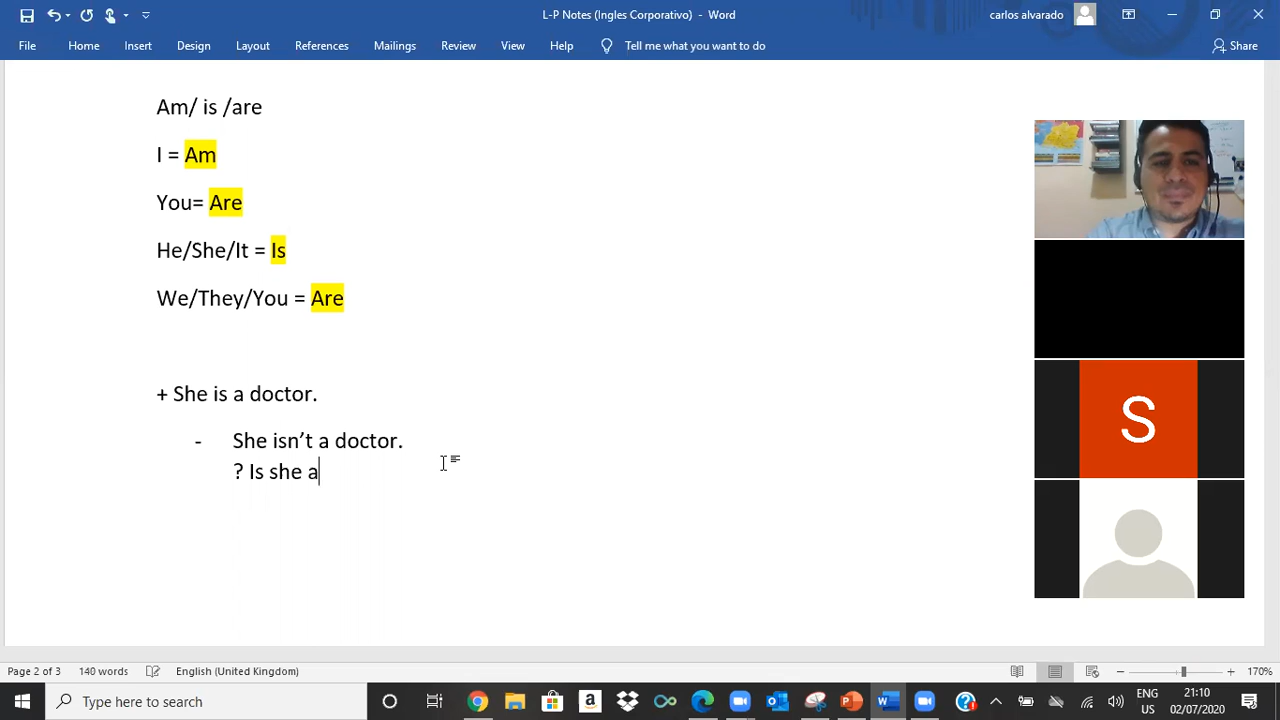 L-P Notes (Ingles Corporativo) - Word
carlos alvarado
File Home Insert Design Layout References Mailings Review View Help Tell me what you want to do Share
Am/ is /are
I = Am
You= Are
He/She/It = Is
We/They/You = Are
+ She is a doctor.
- She isn’t a doctor.
? Is she a
S
Page 2 of 3 140 words English (United Kingdom) 170%
Type here to search
ENG
US
21:10
02/07/2020